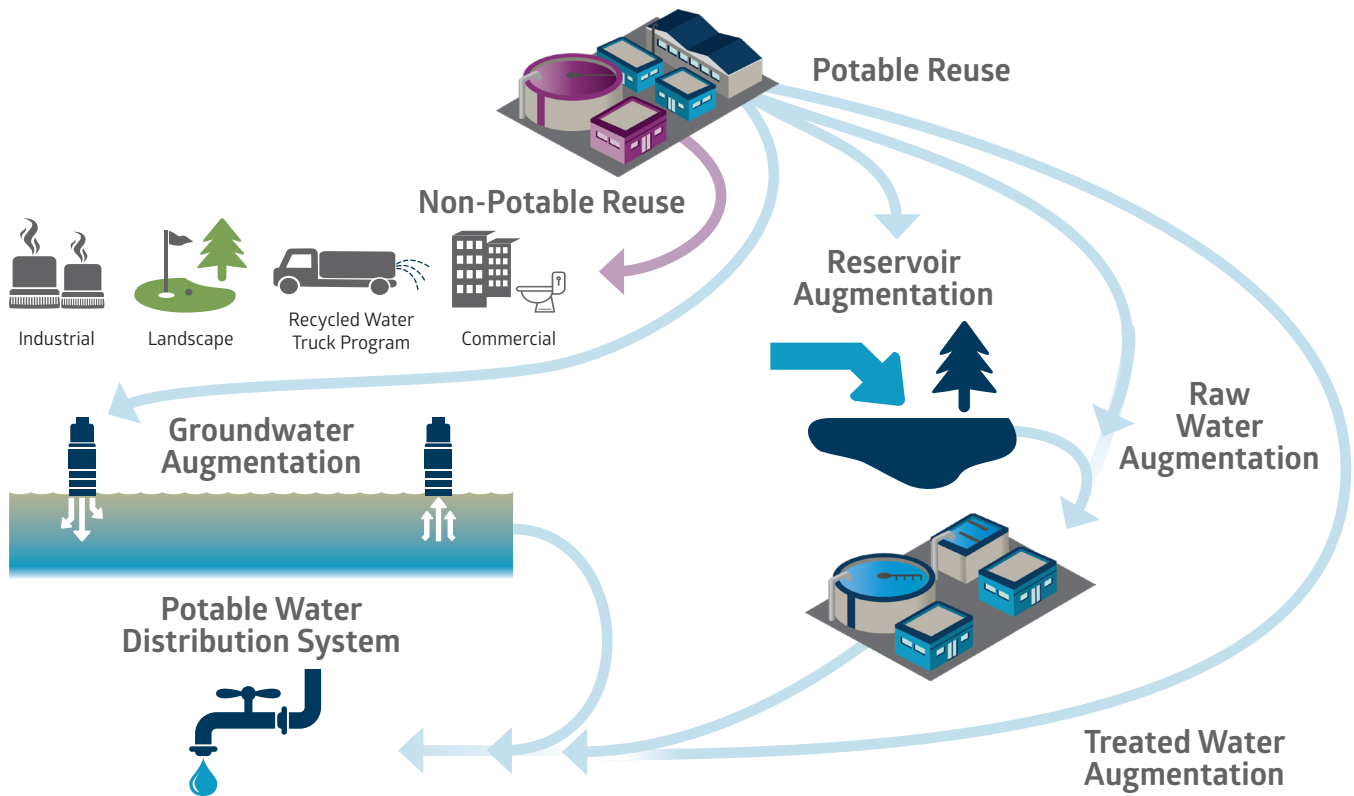 Potable Reuse
Non-Potable Reuse
Industrial
Landscape
Recycled Water
Truck Program
Commercial
Reservoir
Augmentation
Raw
Water
Augmentation
Groundwater
Augmentation
Potable Water
Distribution System
Treated Water
Augmentation